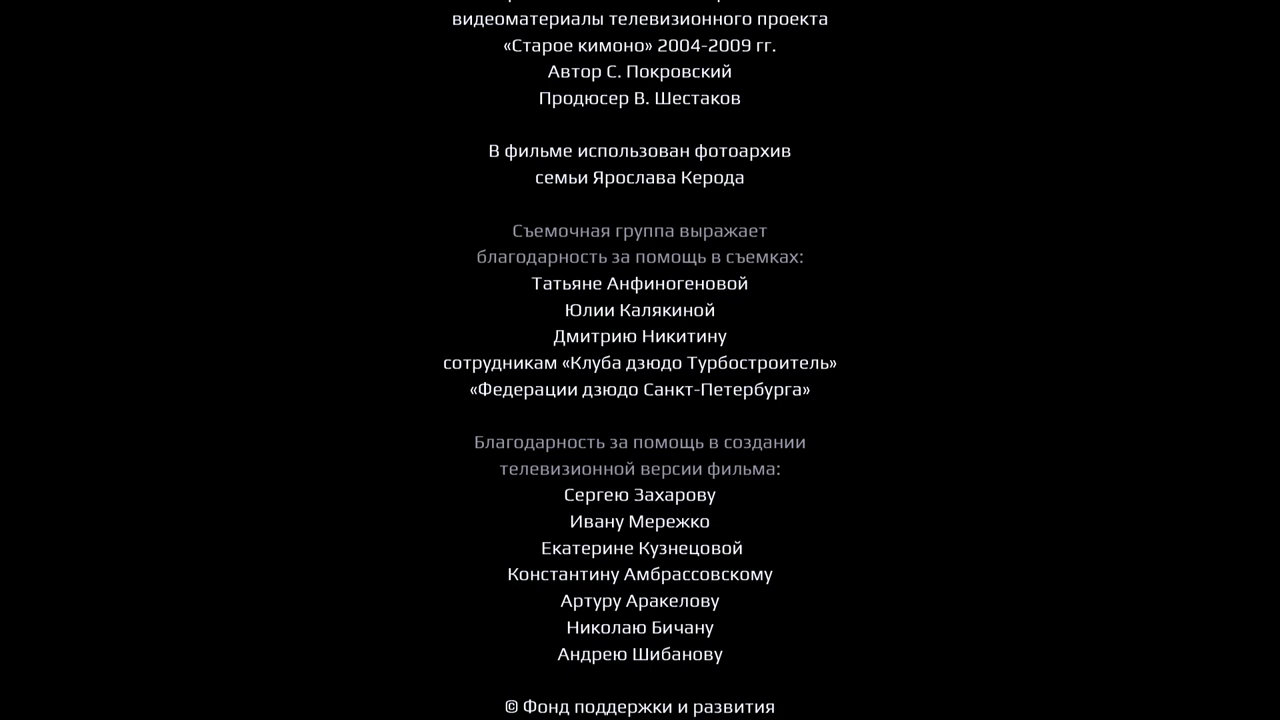 видеоматериалы телевизионного проекта
«Старое кимоно» 2004-2009 гг.
Автор С. Покровский
Продюсер В. Шестаков
В фильме использован фотоархив
семьи Ярослава Керода
Съемочная группа выражает
благодарность за помощь в съемках:
Татьяне Анфиногеновой
Юлии Калякиной
Дмитрию Никитину
сотрудникам «Клуба дзюдо Турбостроитель»
«Федерации дзюдо Санкт-Петербурга»
Благодарность за помощь в создании
телевизионной версии фильма:
Сергею Захарову
Ивану Мережко
Екатерине Кузнецовой
Константину Амбрассовскому
Артуру Аракелову
Николаю Бичану
Андрею Шибанову
© Фонд поддержки и развития